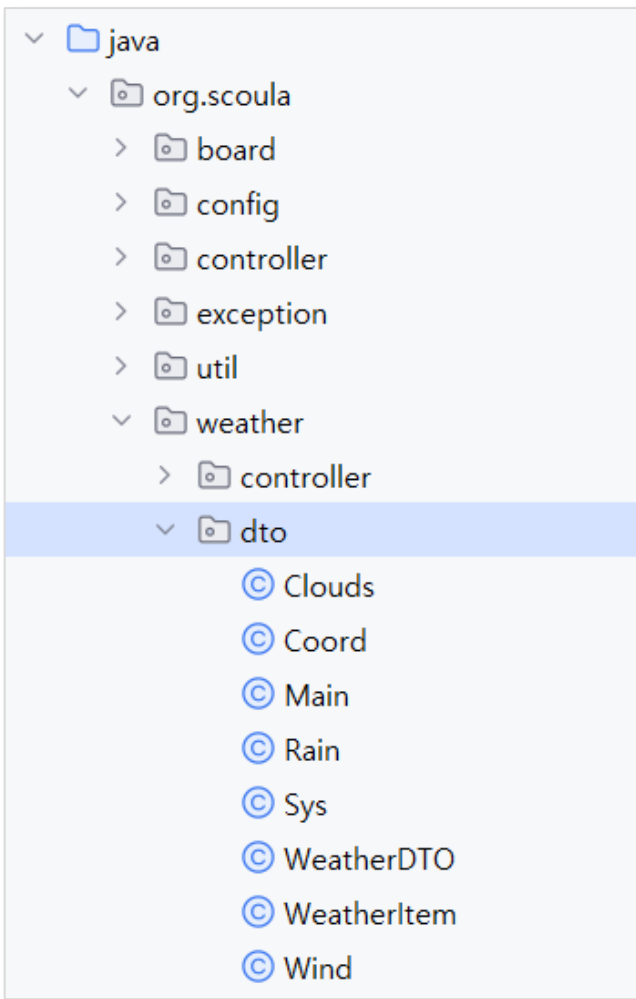 java
org.scoula
board
config
controller
exception
util
weather
controller
dto
Clouds
Coord
Main
Rain
Sys
WeatherDTO
WeatherItem
Wind